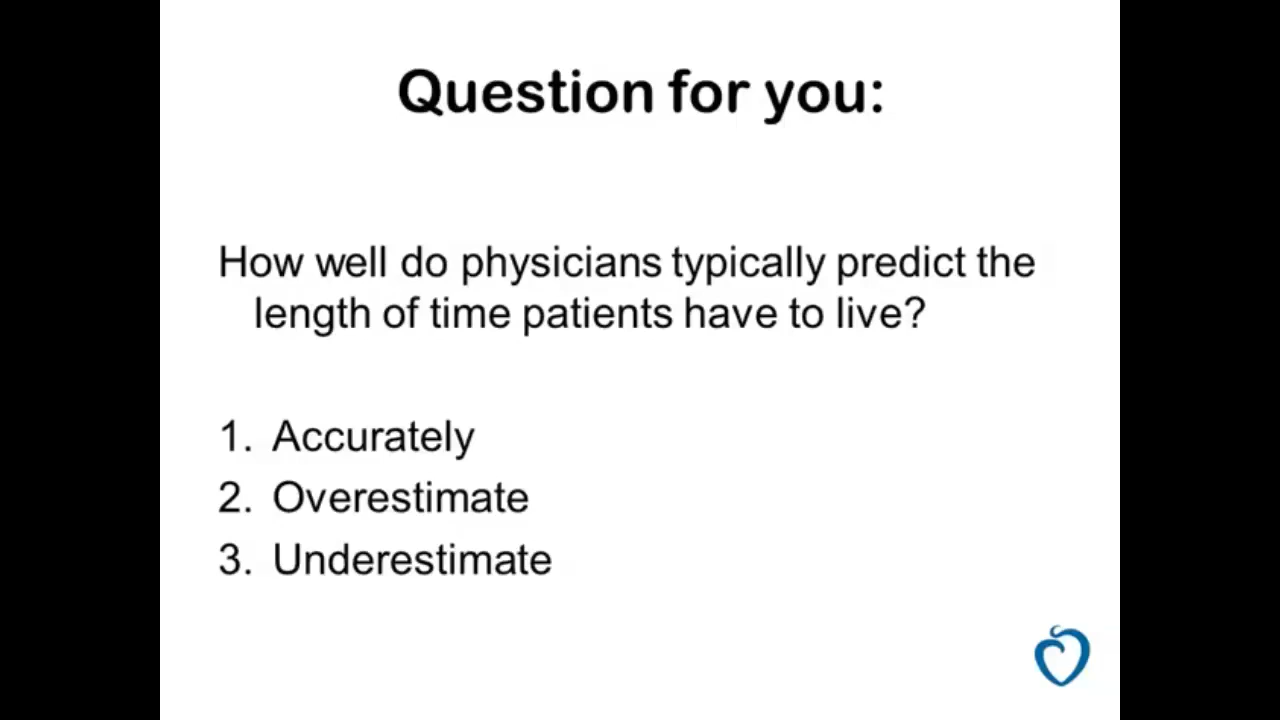 Question for you:
How well do physicians typically predict the
length of time patients have to live?
1. Accurately
2. Overestimate
3. Underestimate